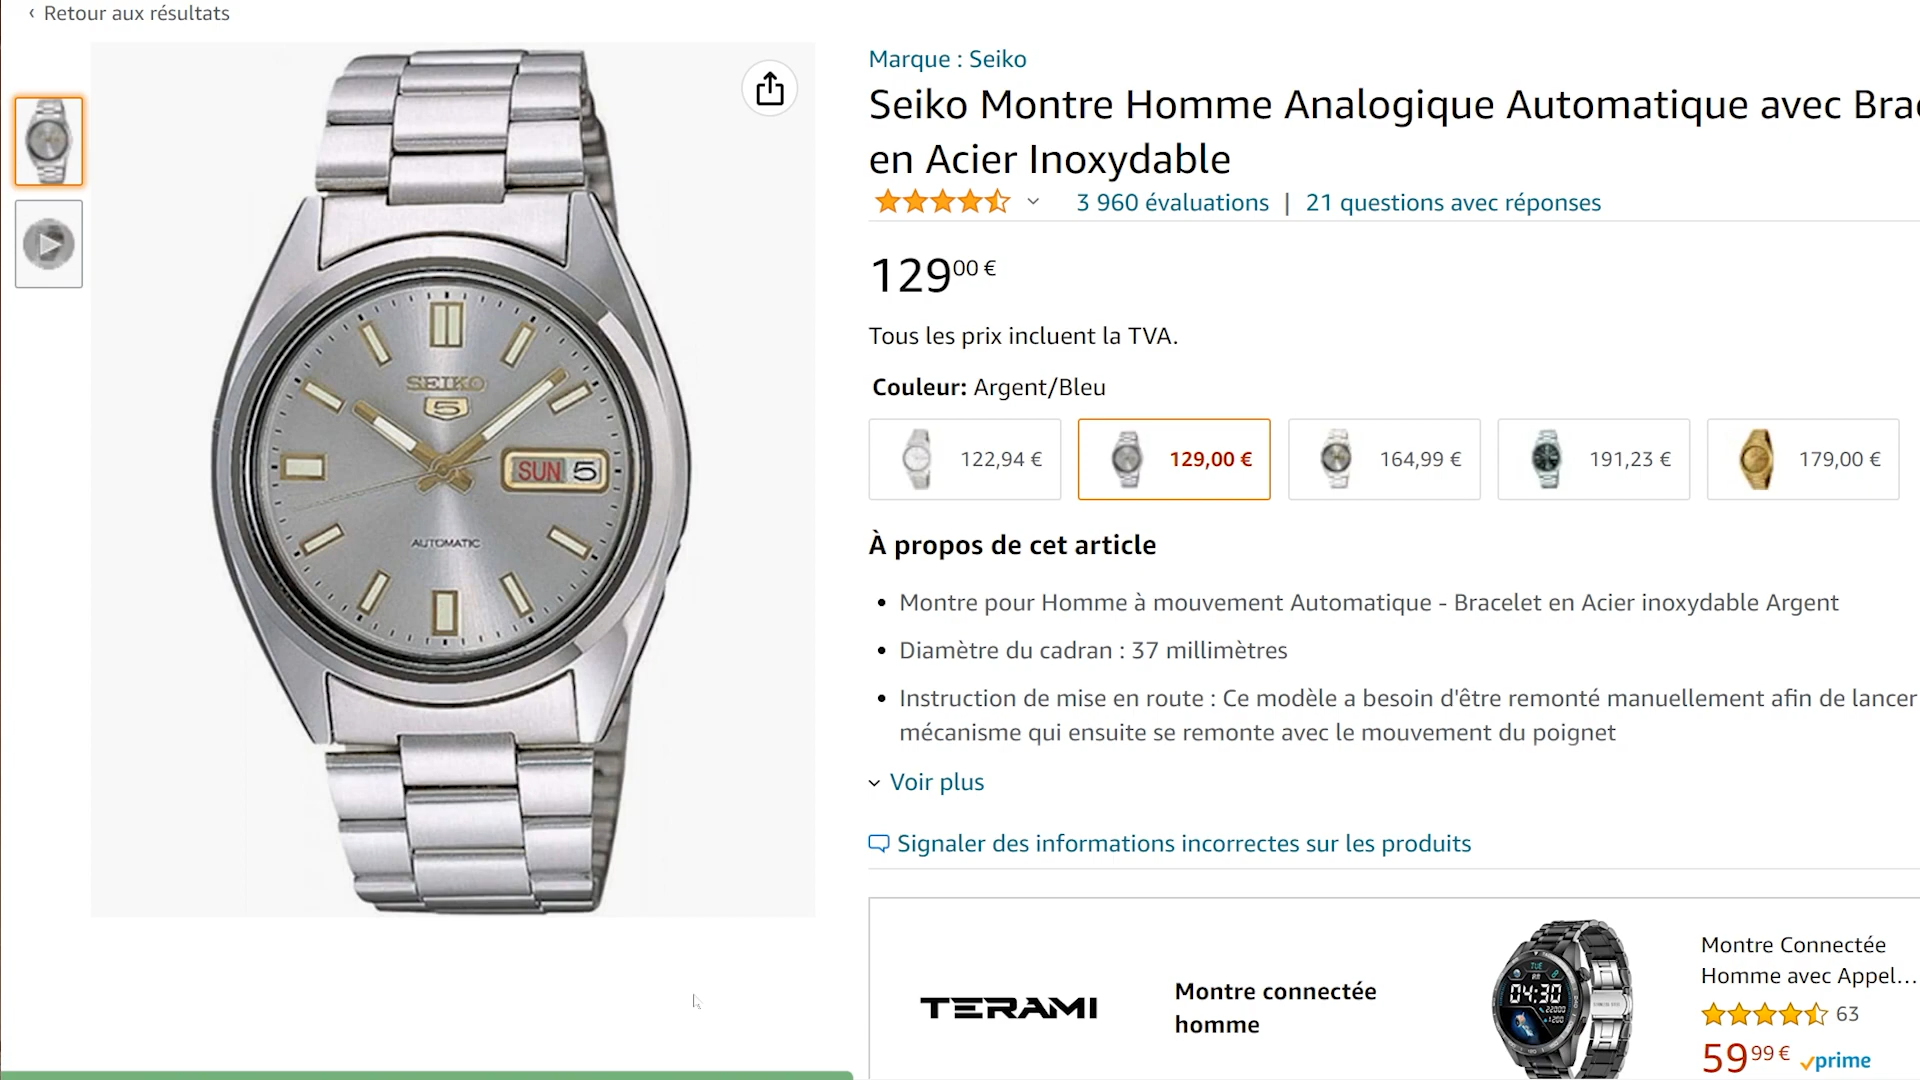 ‹ Retour aux résultats
SEIKO
5
SUN 5
AUTOMATIC
Marque : Seiko
Seiko Montre Homme Analogique Automatique avec Brac
en Acier Inoxydable
3 960 évaluations | 21 questions avec réponses
129,00 €
Tous les prix incluent la TVA.
Couleur: Argent/Bleu
122,94 € 129,00 € 164,99 € 191,23 € 179,00 €
À propos de cet article
• Montre pour Homme à mouvement Automatique - Bracelet en Acier inoxydable Argent
• Diamètre du cadran : 37 millimètres
• Instruction de mise en route : Ce modèle a besoin d'être remonté manuellement afin de lancer
mécanisme qui ensuite se remonte avec le mouvement du poignet
Voir plus
Signaler des informations incorrectes sur les produits
TERAMI
Montre connectée
homme
TUE
04:30
Montre Connectée
Homme avec Appel...
63
59,99 € prime